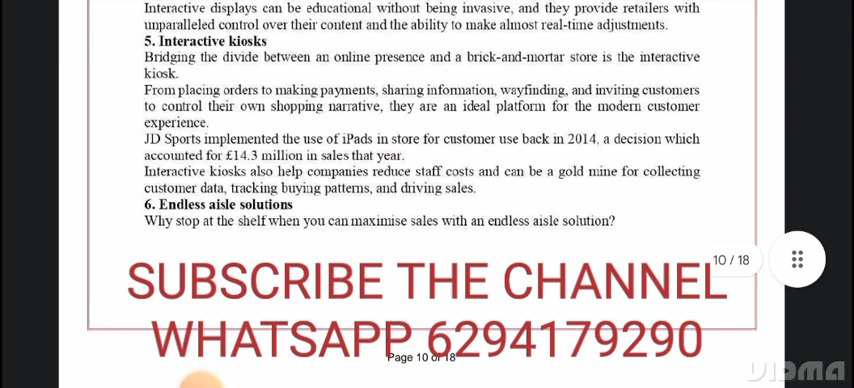 Interactive displays can be educational without being invasive, and they provide retailers with
unparalleled control over their content and the ability to make almost real-time adjustments.
5. Interactive kiosks
Bridging the divide between an online presence and a brick-and-mortar store is the interactive
kiosk.
From placing orders to making payments, sharing information, wayfinding, and inviting customers
to control their own shopping narrative, they are an ideal platform for the modern customer
experience.
JD Sports implemented the use of iPads in store for customer use back in 2014, a decision which
accounted for £14.3 million in sales that year.
Interactive kiosks also help companies reduce staff costs and can be a gold mine for collecting
customer data, tracking buying patterns, and driving sales.
6. Endless aisle solutions
Why stop at the shelf when you can maximise sales with an endless aisle solution?
10 / 18
SUBSCRIBE THE CHANNEL
WHATSAPP 6294179290
Page 10 of 18
VIDMA